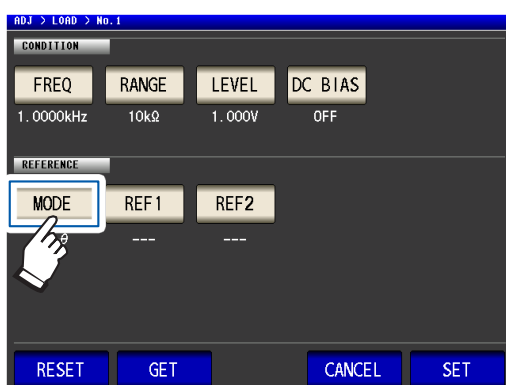 ADJ > LOAD > No.1
CONDITION
FREQ RANGE LEVEL DC BIAS
1.0000kHz 10kΩ 1.000V OFF
REFERENCE
MODE REF1 REF2
θ --- ---
RESET GET CANCEL SET